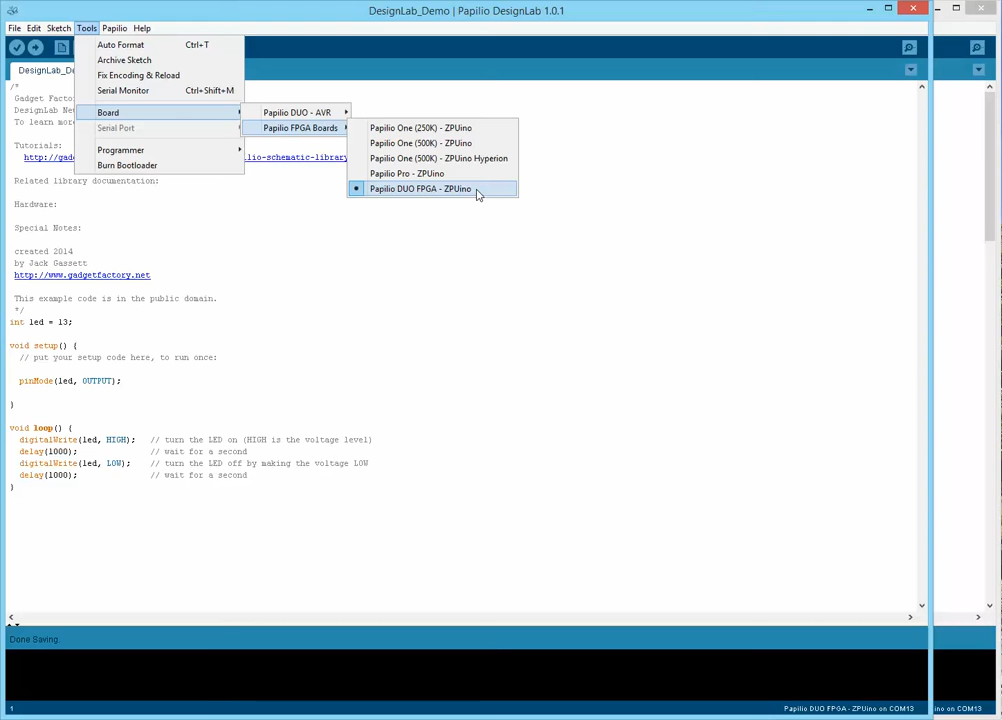 DesignLab_Demo | Papilio DesignLab 1.0.1
File Edit Sketch Tools Papilio Help
Auto Format Ctrl+T
Archive Sketch
Fix Encoding & Reload
Serial Monitor Ctrl+Shift+M
Board
Serial Port
Programmer
Burn Bootloader
Papilio DUO - AVR
Papilio FPGA Boards
Papilio One (250K) - ZPUino
Papilio One (500K) - ZPUino
Papilio One (500K) - ZPUino Hyperion
Papilio Pro - ZPUino
Papilio DUO FPGA - ZPUino
DesignLab_De
/*
Gadget Facto
DesignLab Ne
To learn more
Tutorials:
http://gad
ilio-schematic-library
Related library documentation:
Hardware:
Special Notes:
created 2014
by Jack Gassett
http://www.gadgetfactory.net
This example code is in the public domain.
*/
int led = 13;
void setup() {
// put your setup code here, to run once:
pinMode(led, OUTPUT);
}
void loop() {
digitalWrite(led, HIGH); // turn the LED on (HIGH is the voltage level)
delay(1000); // wait for a second
digitalWrite(led, LOW); // turn the LED off by making the voltage LOW
delay(1000); // wait for a second
}
Done Saving.
1
Papilio DUO FPGA - ZPUino on COM13
ino on COM13